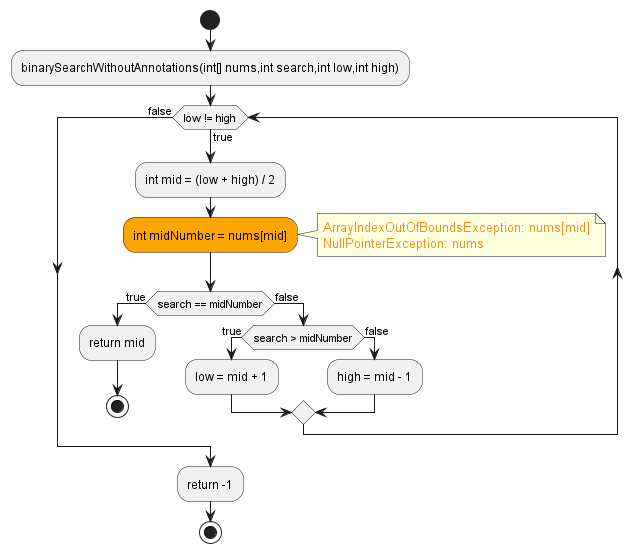 binarySearchWithoutAnnotations(int[] nums,int search,int low,int high)
false
low != high
true
int mid = (low + high) / 2
int midNumber = nums[mid]
ArrayIndexOutOfBoundsException: nums[mid]
NullPointerException: nums
true
search == midNumber
false
return mid
true
search > midNumber
false
low = mid + 1
high = mid - 1
return -1